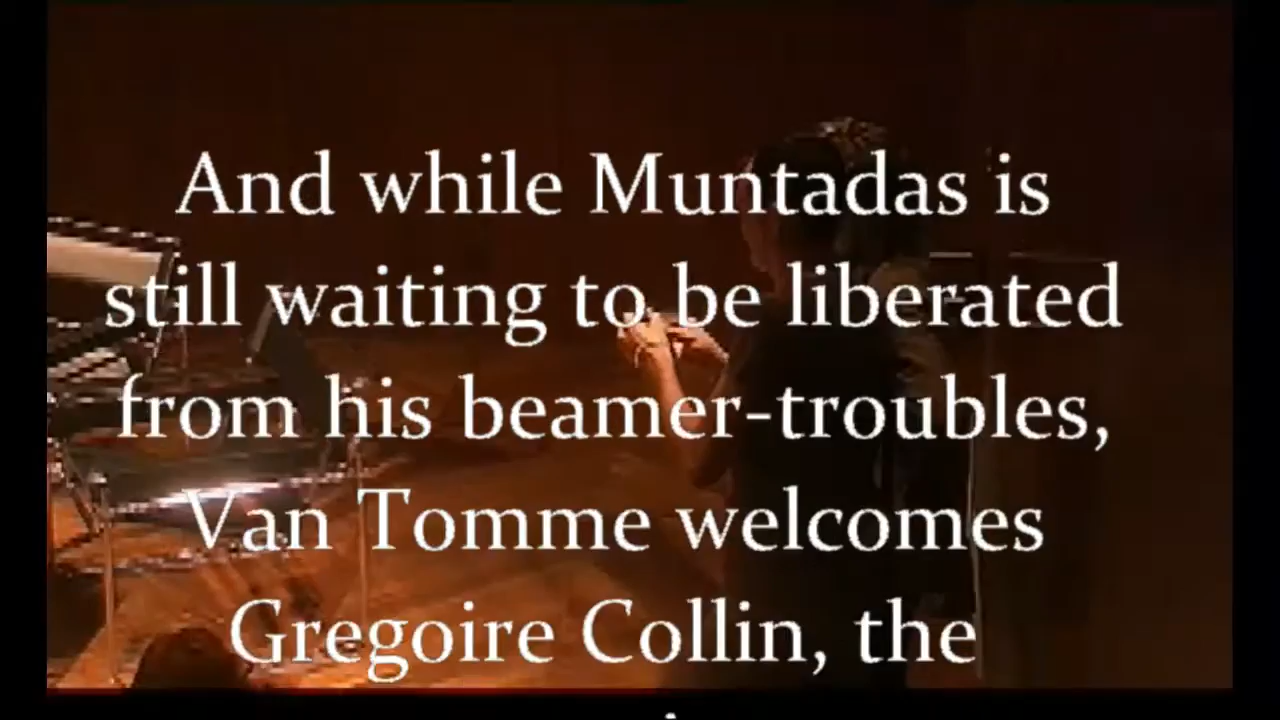 And while Muntadas is
still waiting to be liberated
from his beamer-troubles,
Van Tomme welcomes
Gregoire Collin, the